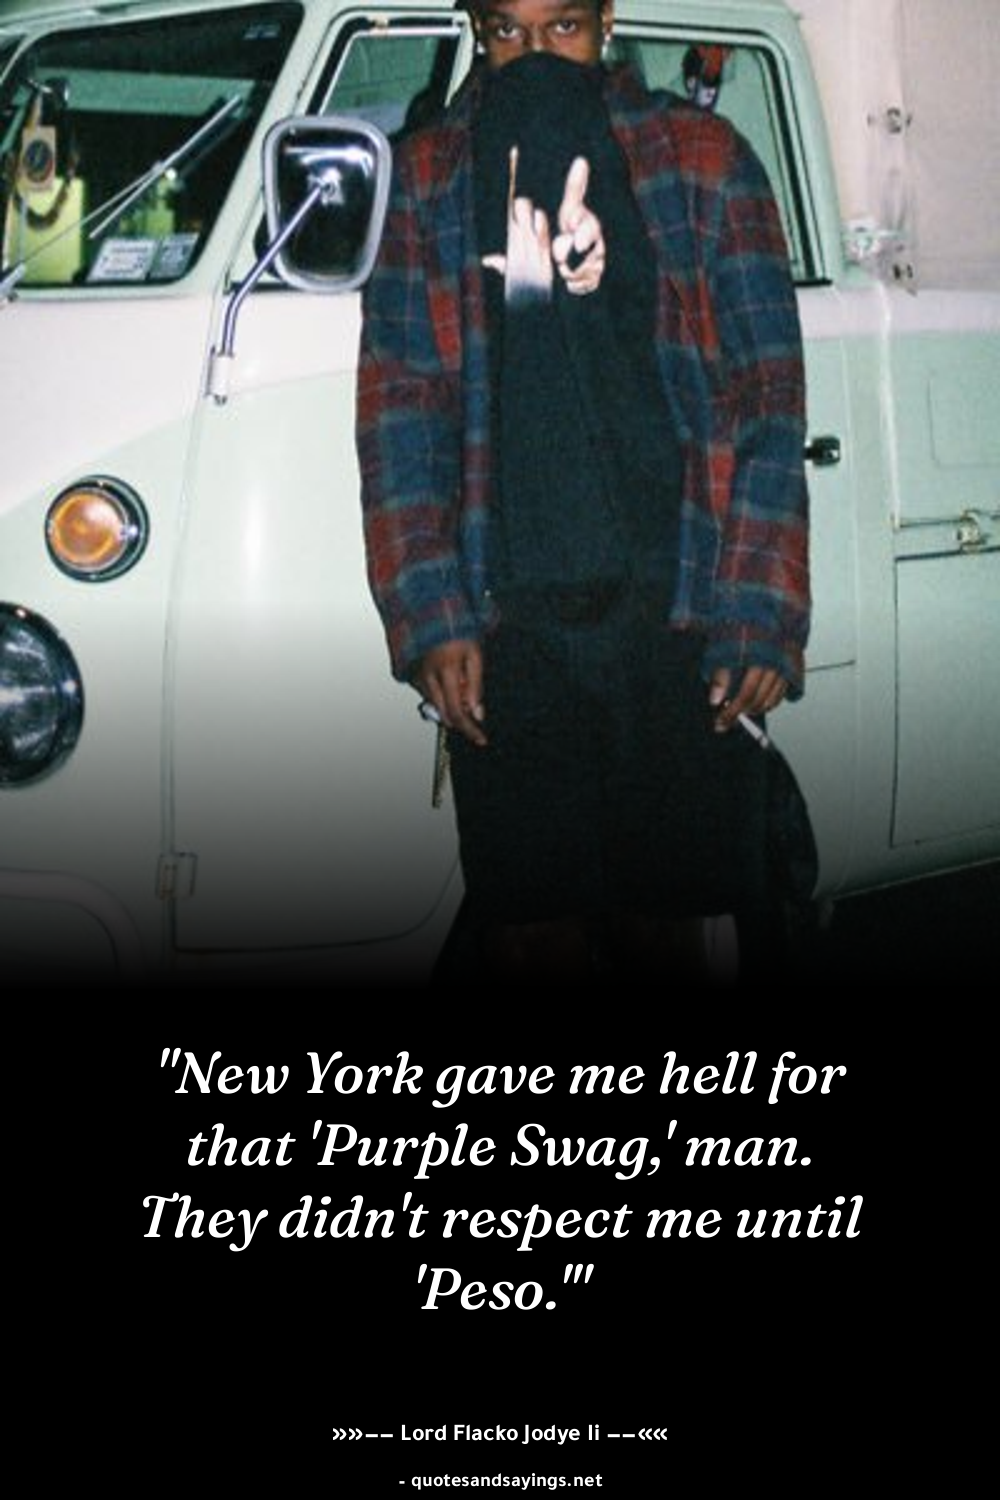 "New York gave me hell for
that 'Purple Swag,' man.
They didn't respect me until
'Peso.'"
»»—— Lord Flacko Jodye Ii ——««
- quotesandsayings.net